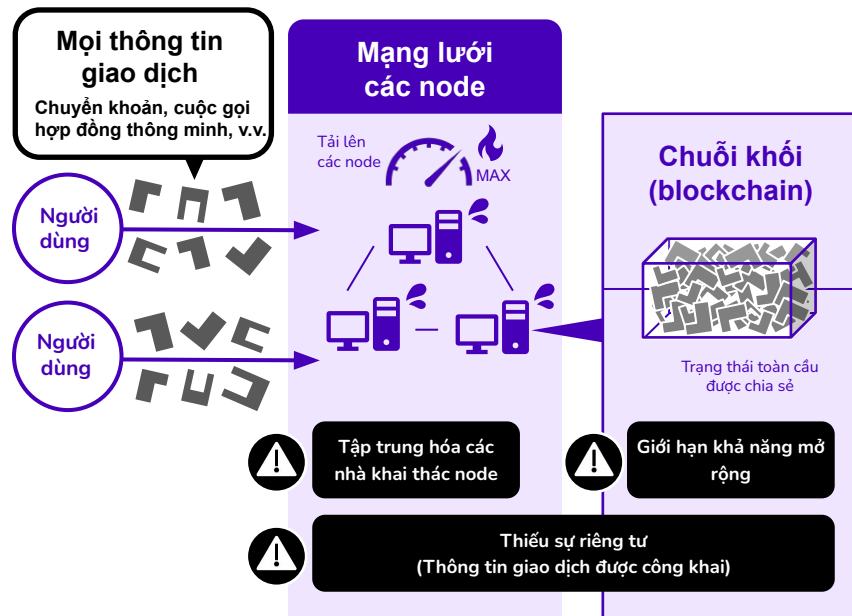 Mọi thông tin
giao dịch
Chuyển khoản, cuộc gọi
hợp đồng thông minh, v.v.
Người
dùng
Người
dùng
Mạng lưới
các node
Tải lên
các node
MAX
Chuỗi khối
(blockchain)
Trạng thái toàn cầu
được chia sẻ
Tập trung hóa các
nhà khai thác node
Giới hạn khả năng mở
rộng
Thiếu sự riêng tư
(Thông tin giao dịch được công khai)